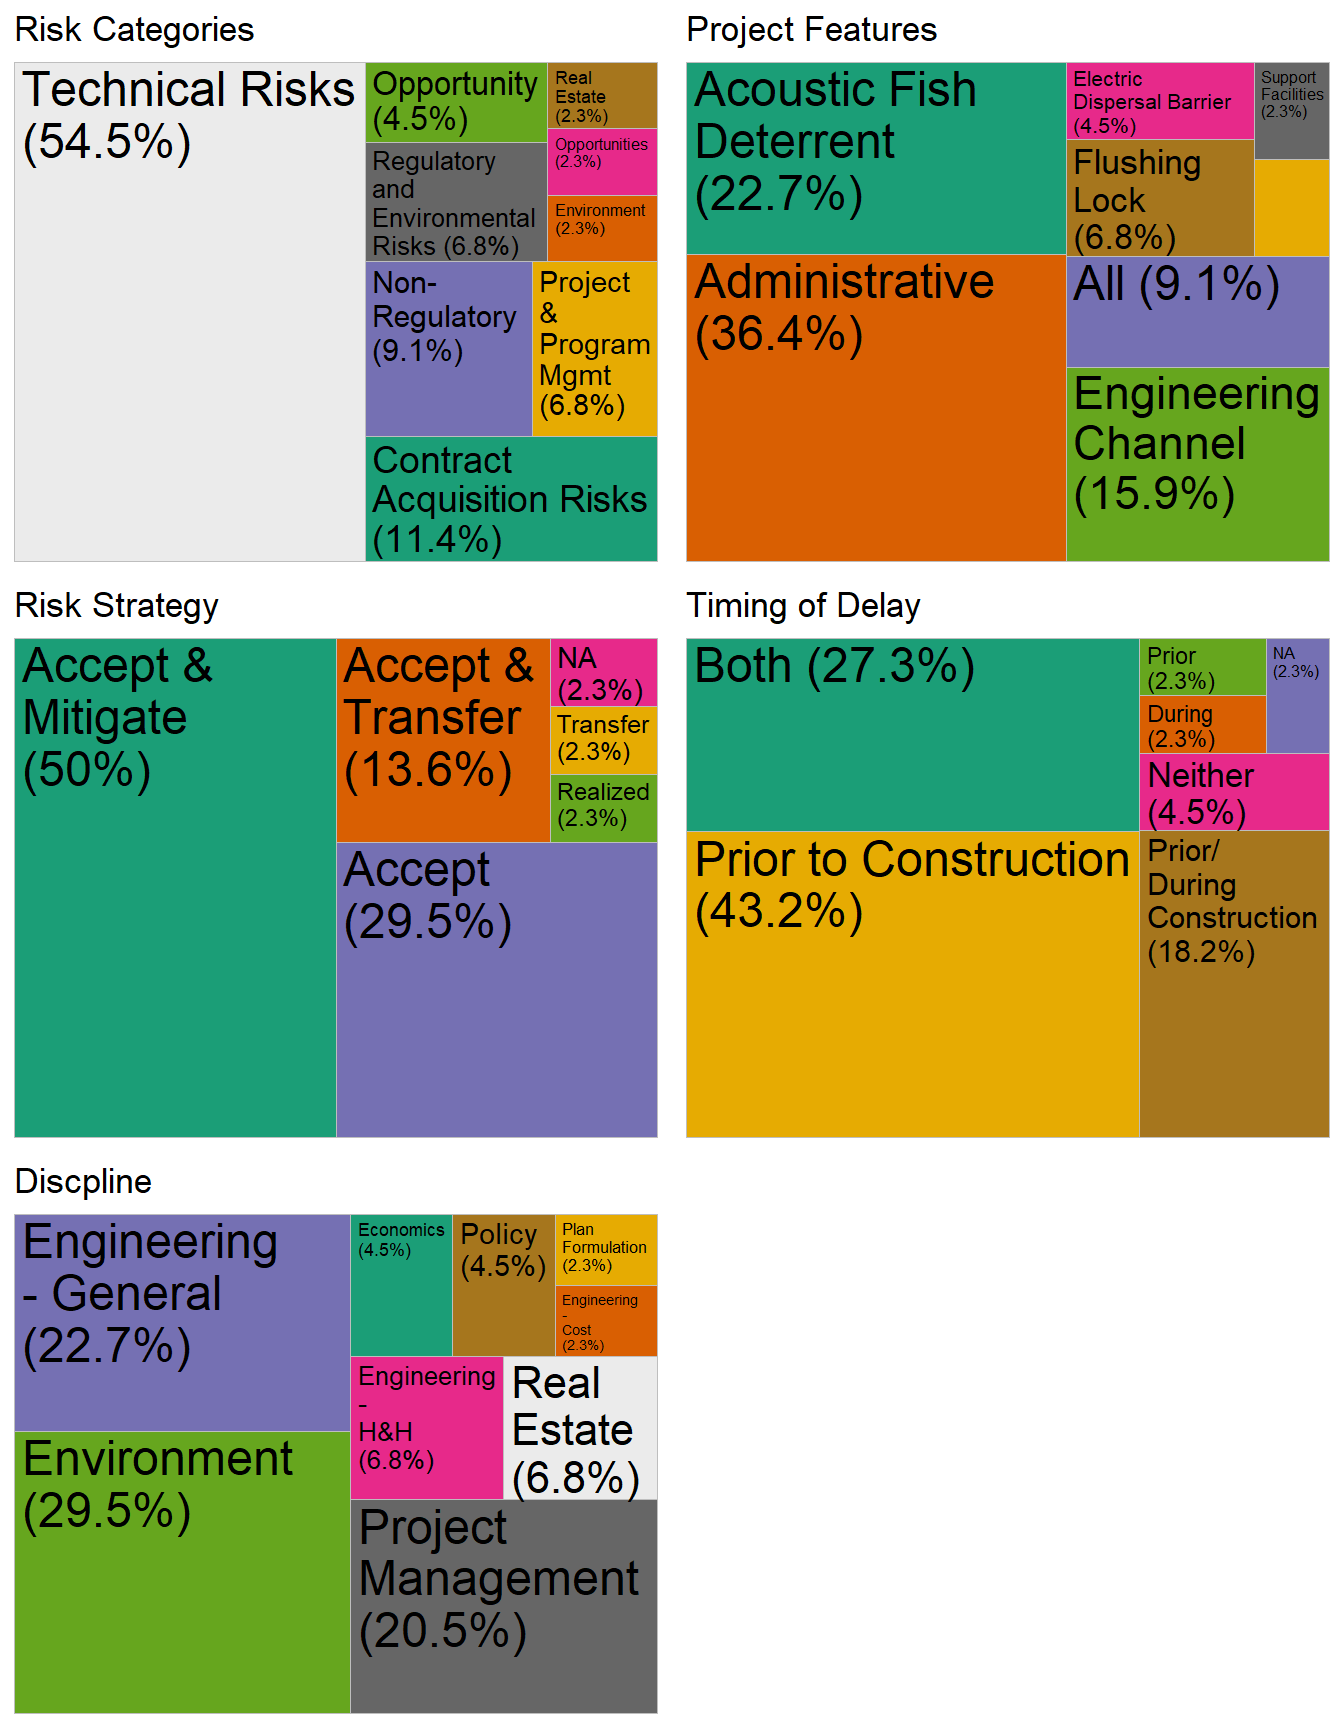 Risk Categories
Technical Risks
(54.5%)
Opportunity
(4.5%)
Real
Estate
(2.3%)
Opportunities
(2.3%)
Regulatory
and
Environmental
Risks (6.8%)
Environment
(2.3%)
Non-
Regulatory
(9.1%)
Project
&
Program
Mgmt
(6.8%)
Contract
Acquisition Risks
(11.4%)
Project Features
Acoustic Fish
Deterrent
(22.7%)
Electric
Dispersal Barrier
(4.5%)
Support
Facilities
(2.3%)
Flushing
Lock
(6.8%)
Administrative
(36.4%)
All (9.1%)
Engineering
Channel
(15.9%)
Risk Strategy
Accept &
Mitigate
(50%)
Accept &
Transfer
(13.6%)
NA
(2.3%)
Transfer
(2.3%)
Realized
(2.3%)
Accept
(29.5%)
Timing of Delay
Both (27.3%)
Prior
(2.3%)
NA
(2.3%)
During
(2.3%)
Neither
(4.5%)
Prior to Construction
(43.2%)
Prior/
During
Construction
(18.2%)
Discpline
Engineering
- General
(22.7%)
Economics
(4.5%)
Policy
(4.5%)
Plan
Formulation
(2.3%)
Engineering
-
Cost
(2.3%)
Engineering
-
H&H
(6.8%)
Real
Estate
(6.8%)
Environment
(29.5%)
Project
Management
(20.5%)